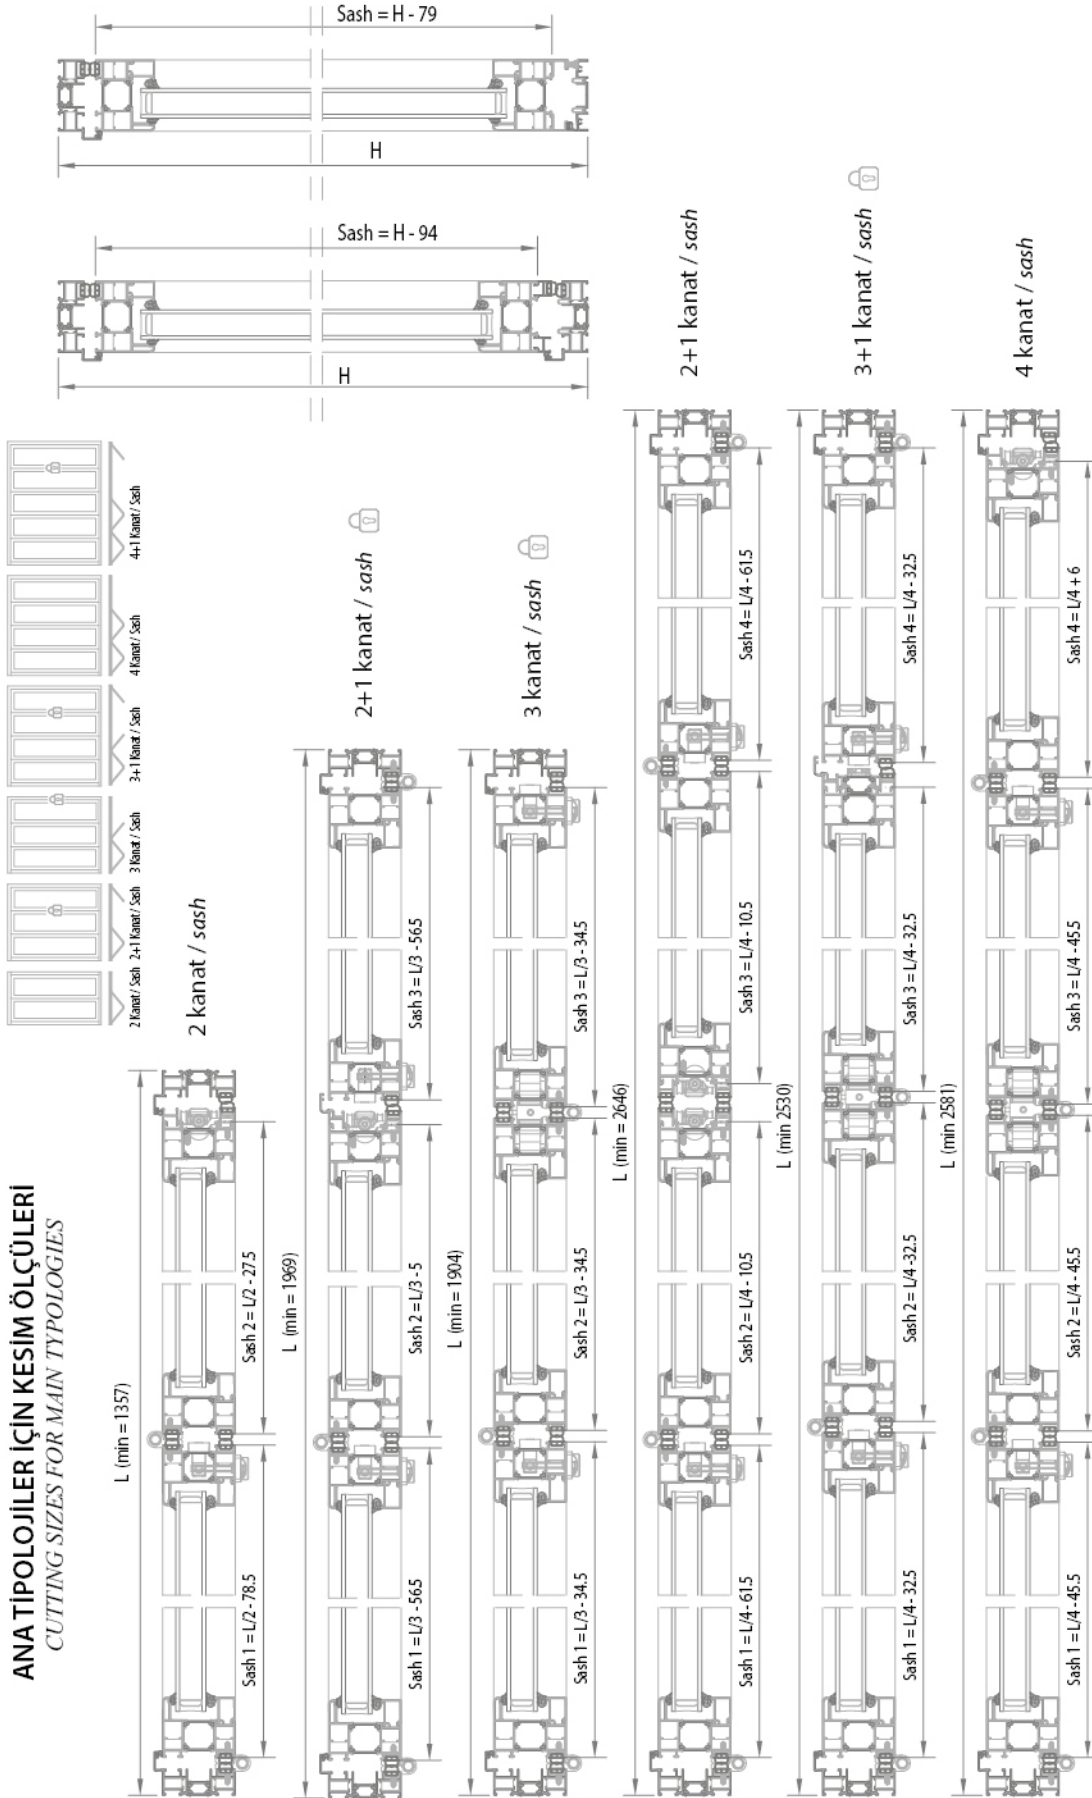 ANA TİPOLOJİLER İÇİN KESİM ÖLÇÜLERİ
CUTTING SIZES FOR MAIN TYPOLOGIES
2 Kanat / Sash
2+1 Kanat / Sash
3 Kanat / Sash
3+1 Kanat / Sash
4 Kanat / Sash
4+1 Kanat / Sash
Sash = H - 79
H
Sash = H - 94
H
2 kanat / sash
L (min = 1357)
Sash 1 = L/2 - 78.5
Sash 2 = L/2 - 27.5
2+1 kanat / sash
L (min = 1969)
Sash 1 = L/3 - 56.5
Sash 2 = L/3 - 5
Sash 3 = L/3 - 56.5
3 kanat / sash
L (min = 1904)
Sash 1 = L/3 - 34.5
Sash 2 = L/3 - 34.5
Sash 3 = L/3 - 34.5
2+1 kanat / sash
L (min = 2646)
Sash 1 = L/4 - 61.5
Sash 2 = L/4 - 10.5
Sash 3 = L/4 - 10.5
Sash 4 = L/4 - 61.5
3+1 kanat / sash
L (min 2530)
Sash 1 = L/4 - 32.5
Sash 2 = L/4 -32.5
Sash 3 = L/4 - 32.5
Sash 4 = L/4 - 32.5
4 kanat / sash
L (min 2581)
Sash 1 = L/4 - 45.5
Sash 2 = L/4 - 45.5
Sash 3 = L/4 - 45.5
Sash 4 = L/4 + 6